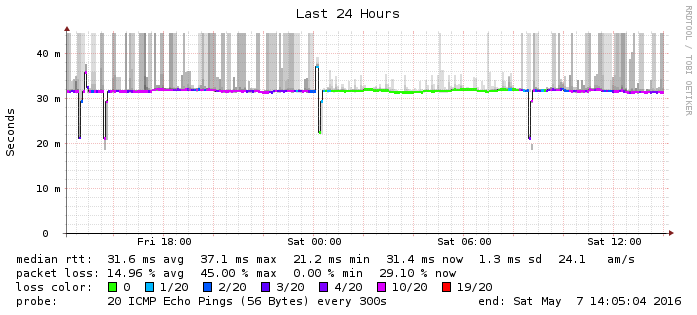 Last 24 Hours
RRDTOOL / TOBI OETIKER
Seconds
40 m
30 m
20 m
10 m
0
Fri 18:00 Sat 00:00 Sat 06:00 Sat 12:00
median rtt: 31.6 ms avg 37.1 ms max 21.2 ms min 31.4 ms now 1.3 ms sd 24.1 am/s
packet loss: 14.96 % avg 45.00 % max 0.00 % min 29.10 % now
loss color: 0 1/20 2/20 3/20 4/20 10/20 19/20
probe: 20 ICMP Echo Pings (56 Bytes) every 300s end: Sat May 7 14:05:04 2016